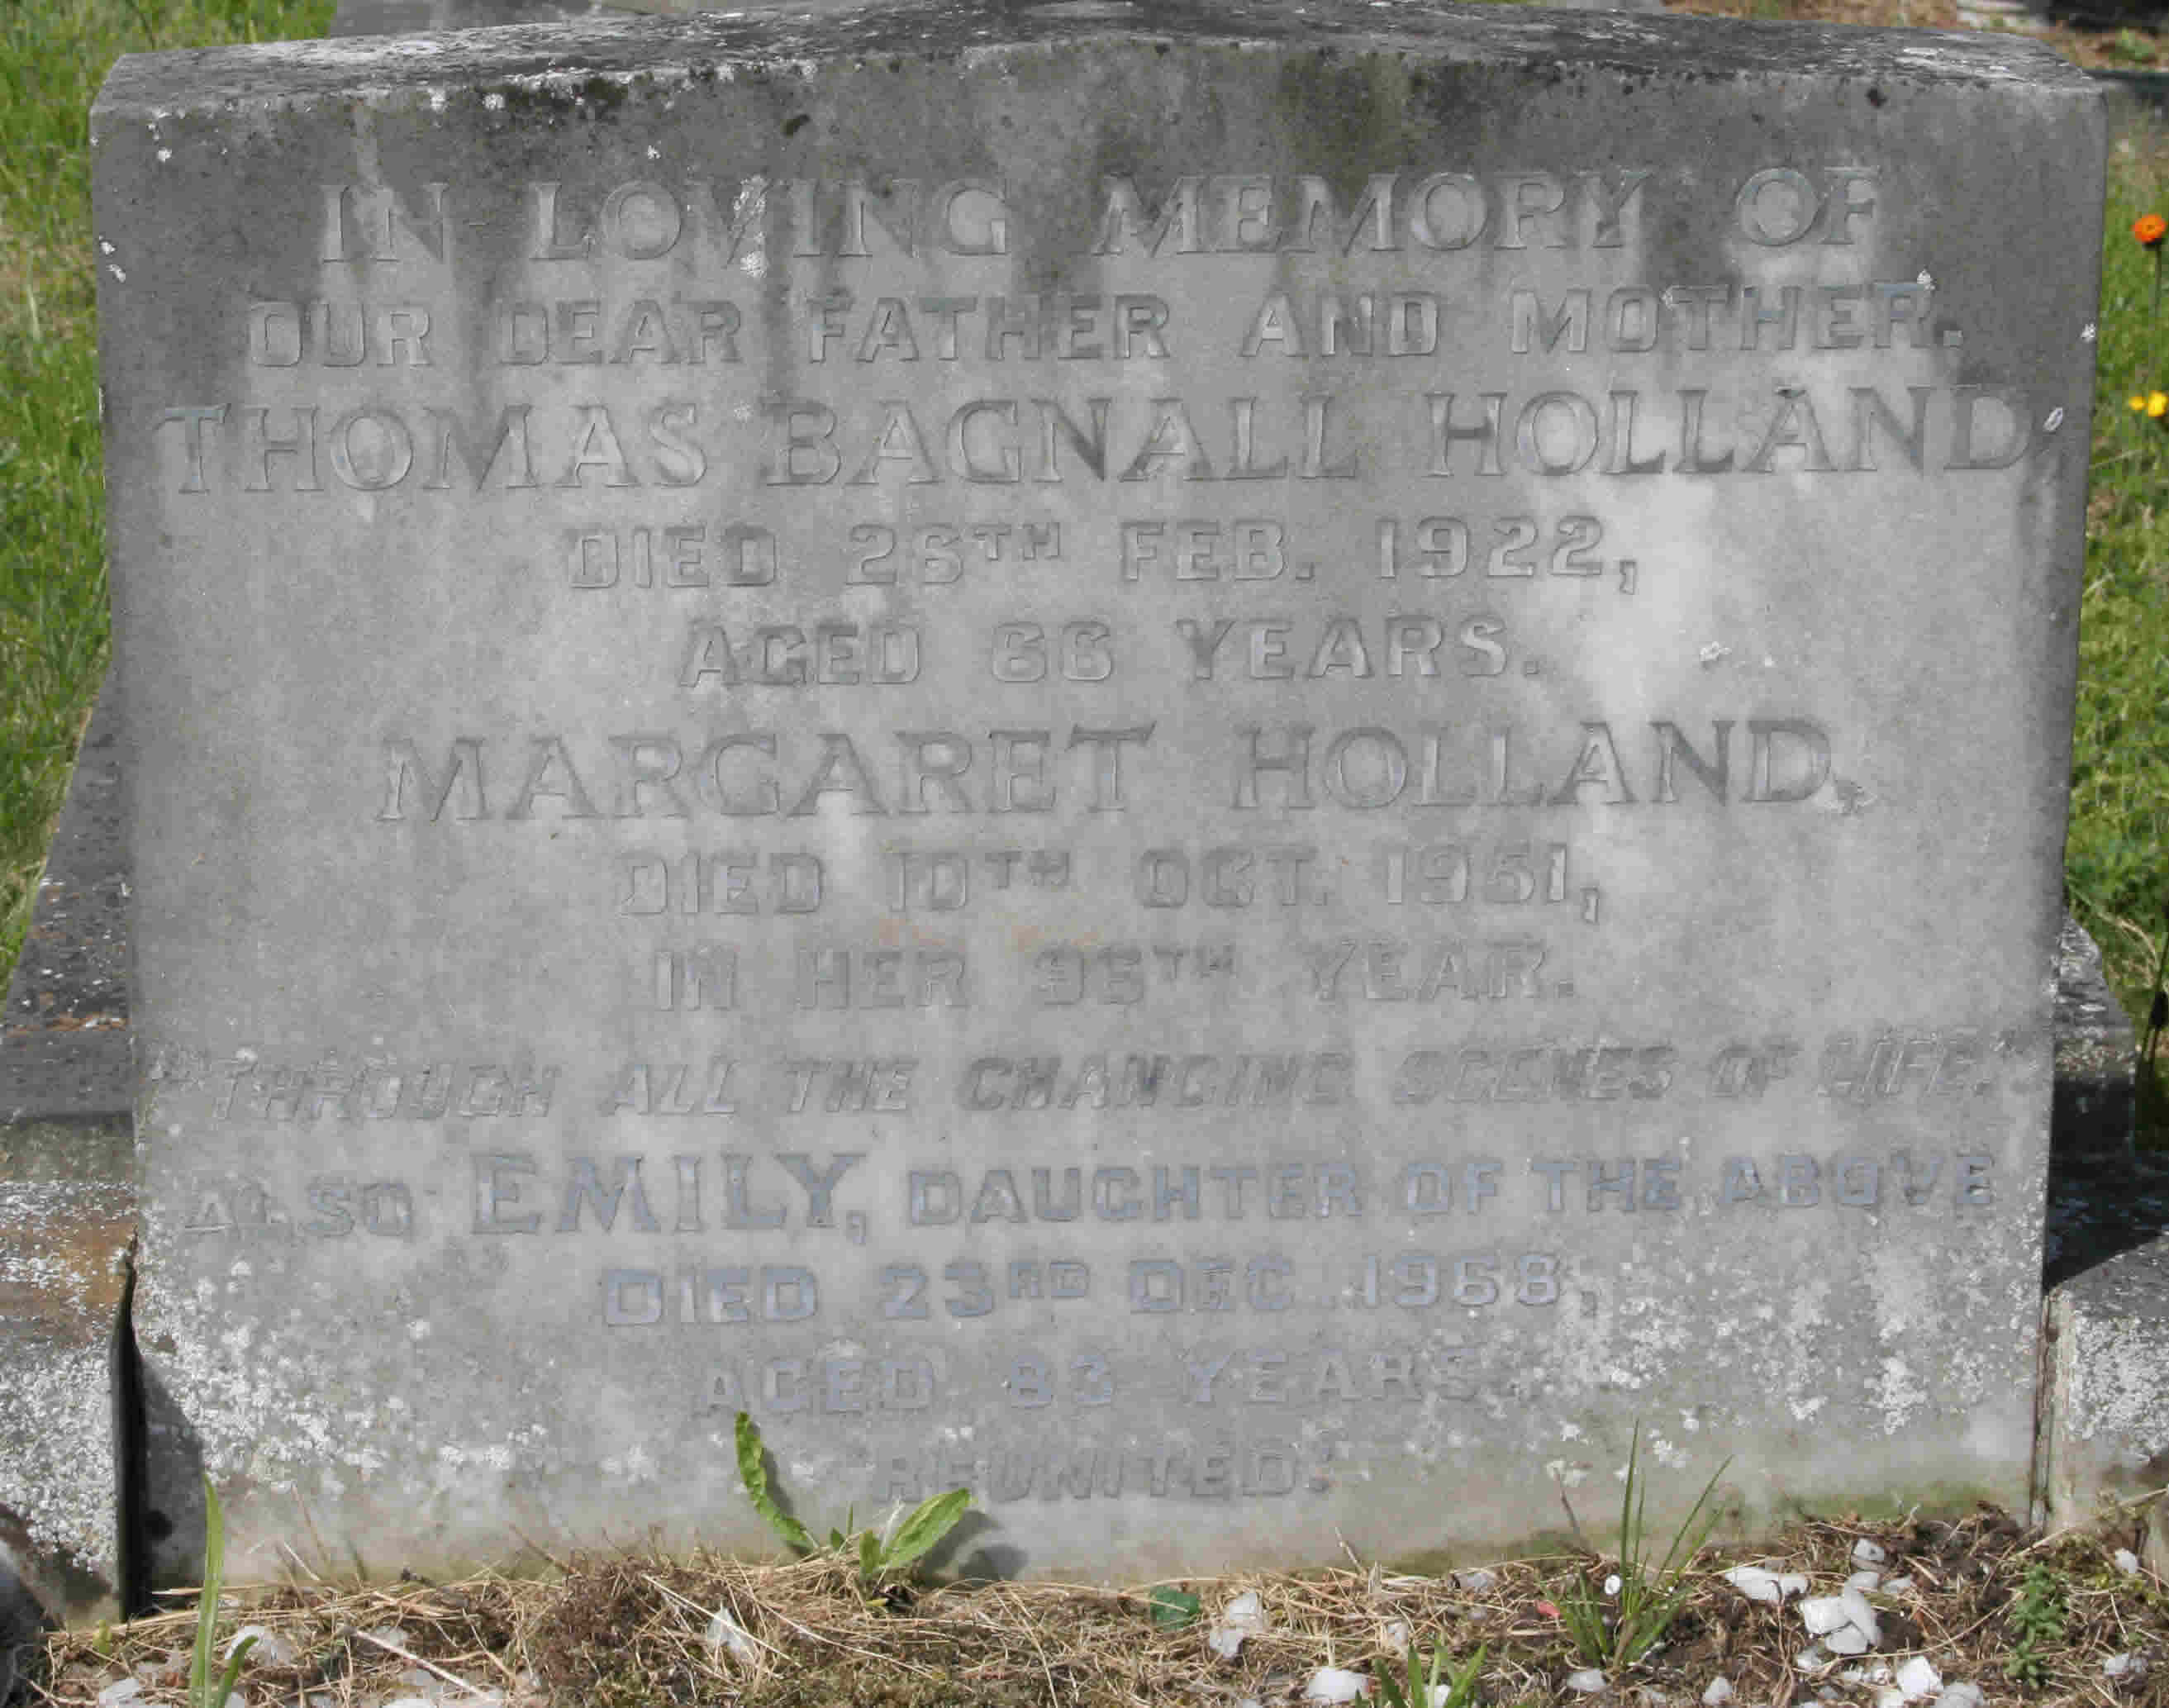 IN LOVING MEMORY OF
OUR DEAR FATHER AND MOTHER.
THOMAS BAGNALL HOLLAND,
DIED 26TH FEB. 1922,
AGED 66 YEARS.
MARGARET HOLLAND,
DIED 10TH OCT. 1951,
IN HER 96TH YEAR.
"THROUGH ALL THE CHANGING SCENES OF LIFE."
ALSO EMILY, DAUGHTER OF THE ABOVE
DIED 23RD DEC. 1968,
AGED 83 YEARS.
REUNITED.